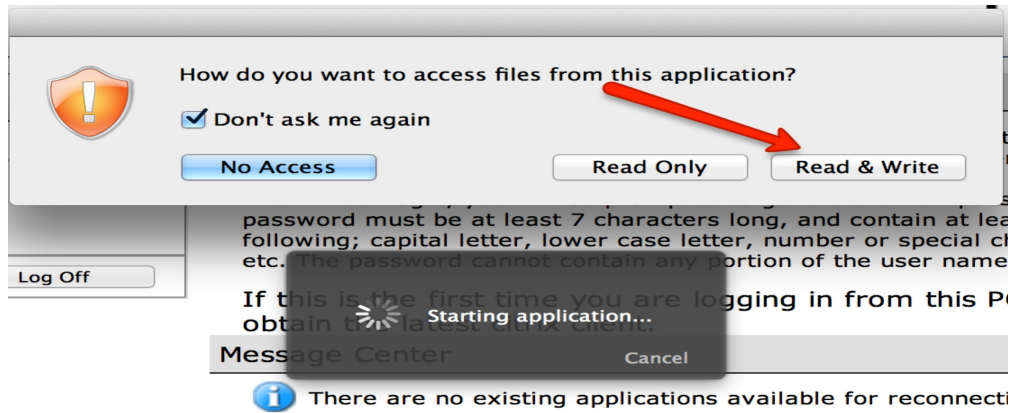 How do you want to access files from this application?
Don't ask me again
No Access
Read Only
Read & Write
password must be at least 7 characters long, and contain at
following; capital letter, lower case letter, number or special
etc. The password cannot contain any portion of the user name
Log Off
If this is the first time you are logging in from this
obtain the latest citrix client.
Starting application...
Message Center
Cancel
There are no existing applications available for